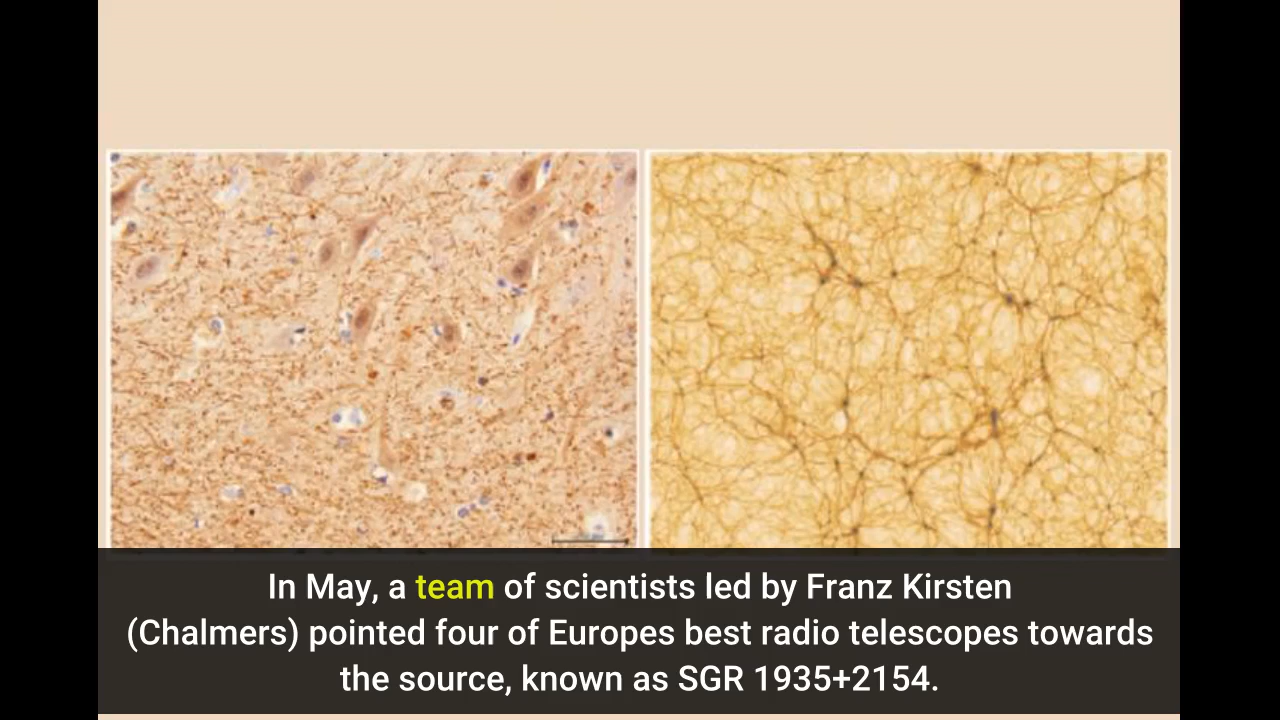 In May, a team of scientists led by Franz Kirsten
(Chalmers) pointed four of Europes best radio telescopes towards
the source, known as SGR 1935+2154.